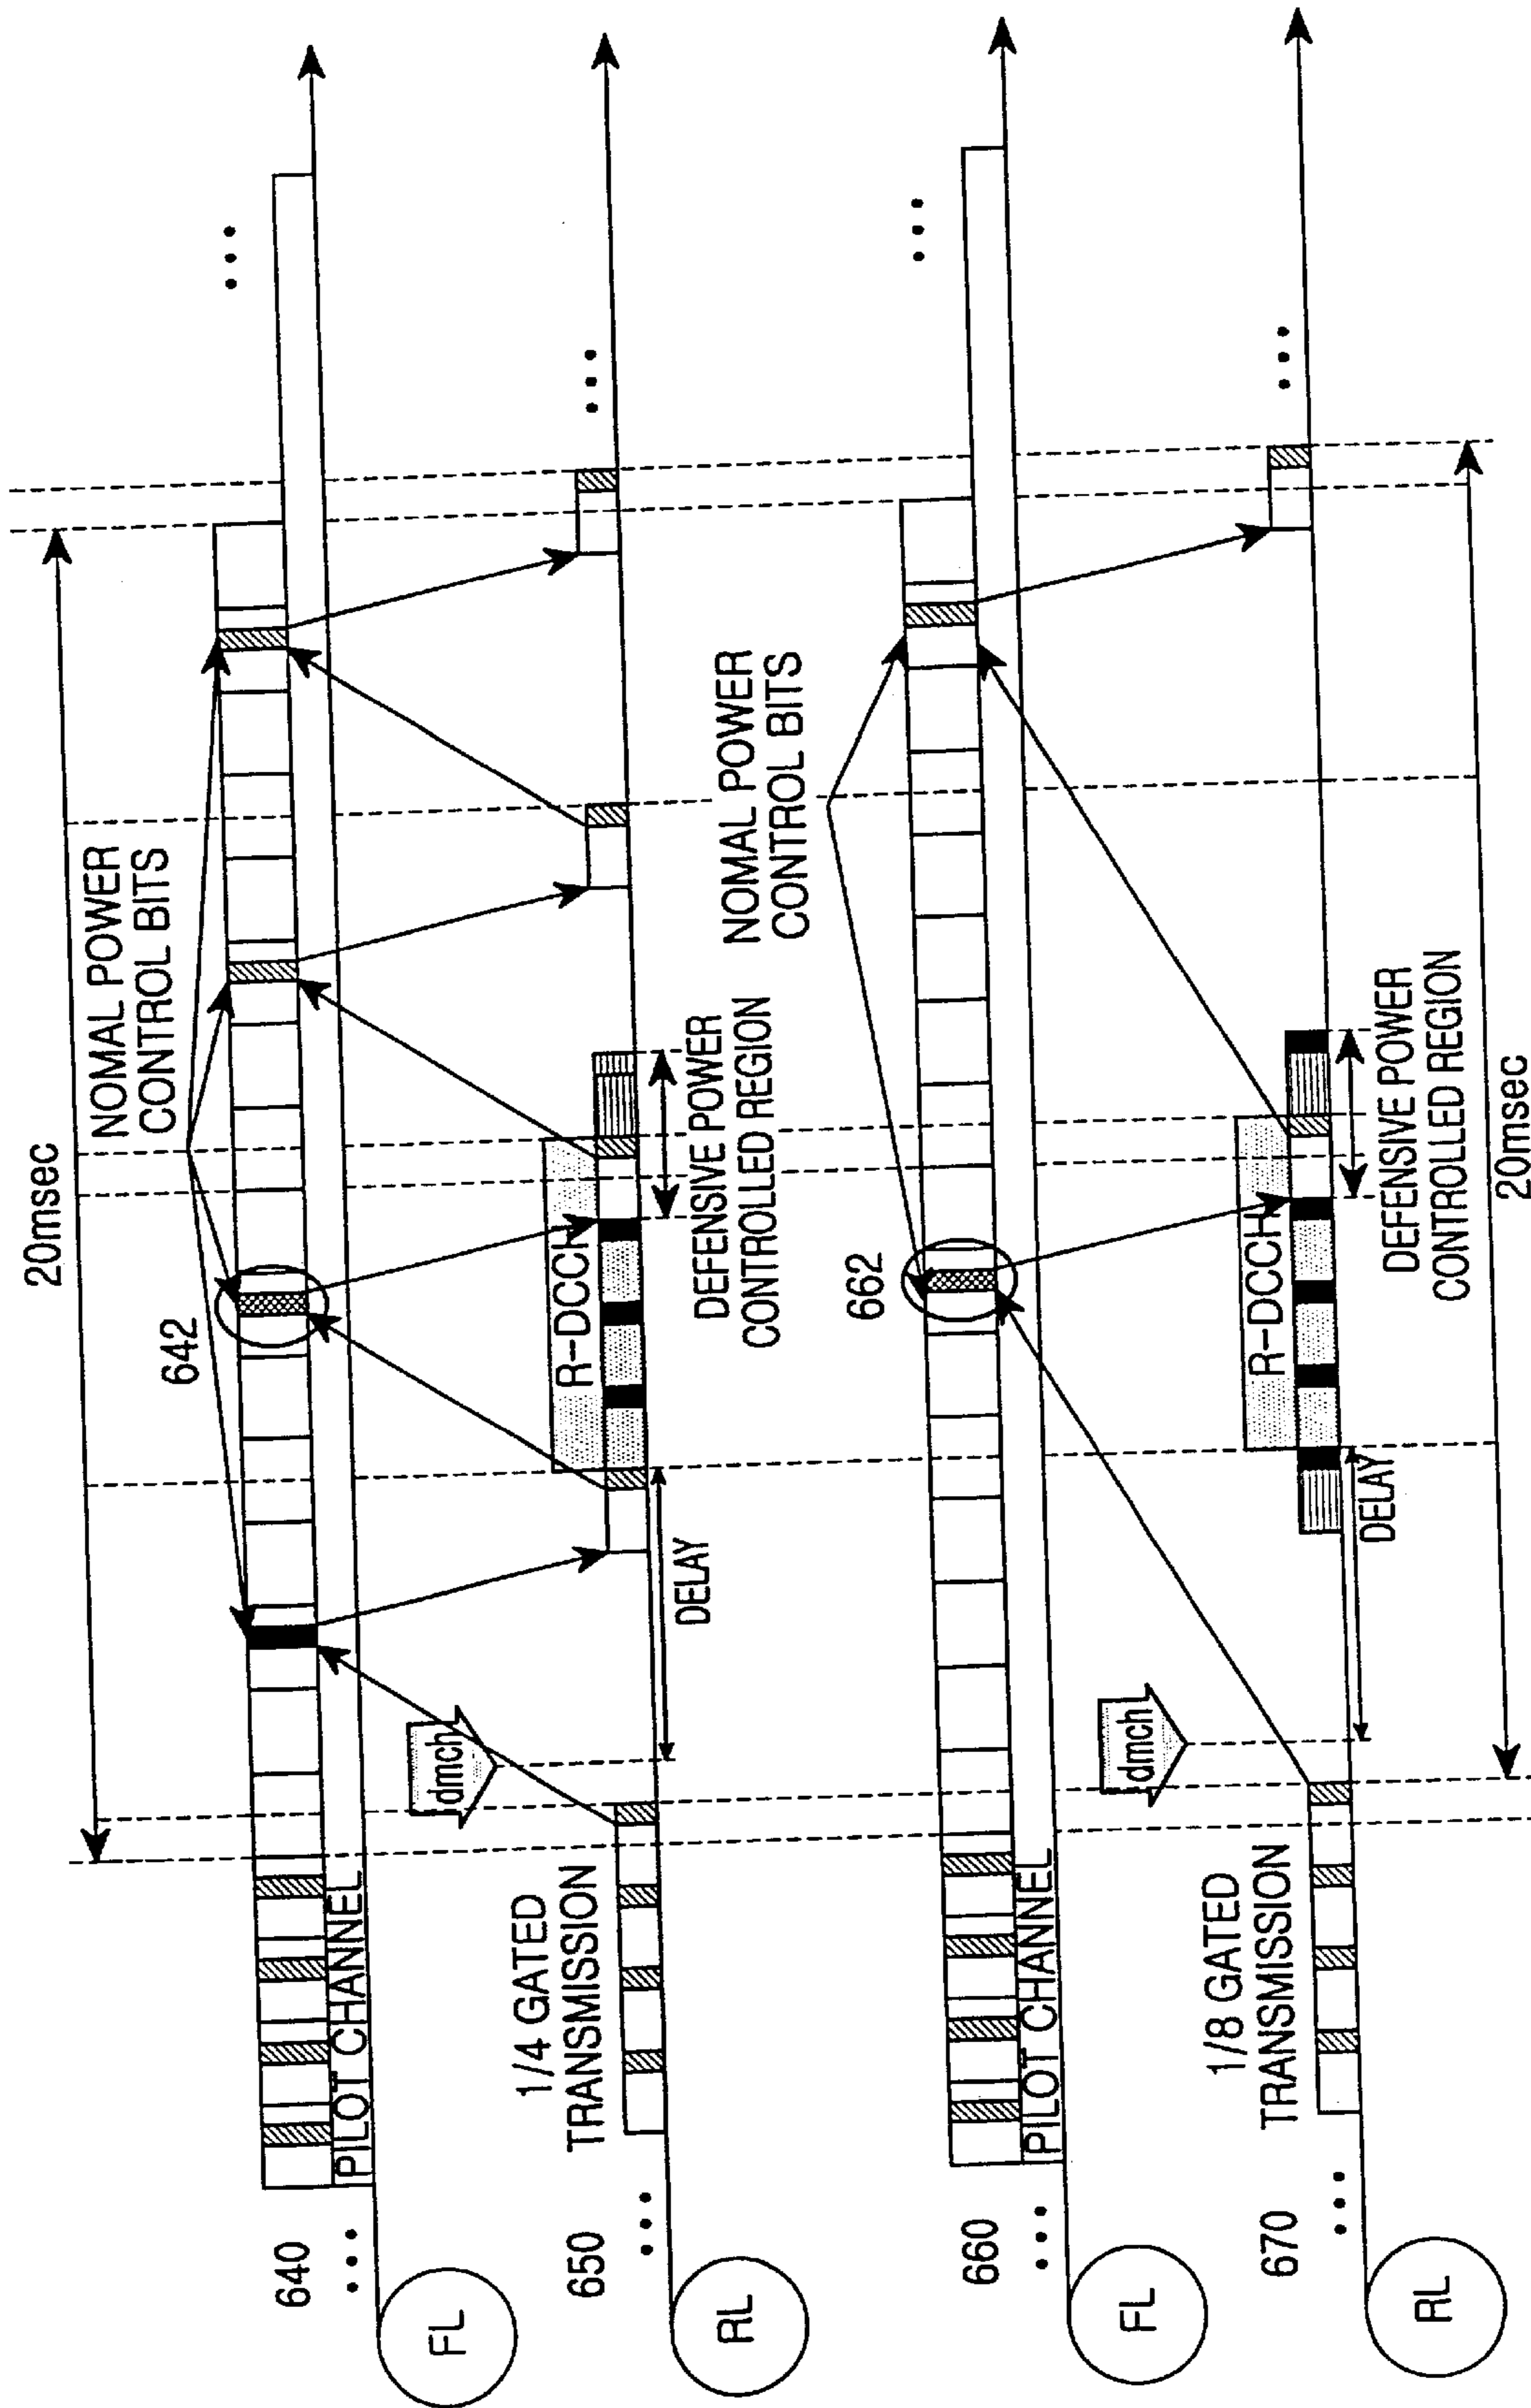 20msec
NOMAL POWER
CONTROL BITS
642
640
PILOT CHANNEL
FL
dmch
R-DCCH
650
1/4 GATED
TRANSMISSION
DELAY
DEFENSIVE POWER
CONTROLLED REGION
RL
NOMAL POWER
CONTROL BITS
662
660
PILOT CHANNEL
FL
dmch
R-DCCH
670
1/8 GATED
TRANSMISSION
DELAY
DEFENSIVE POWER
CONTROLLED REGION
RL
20msec